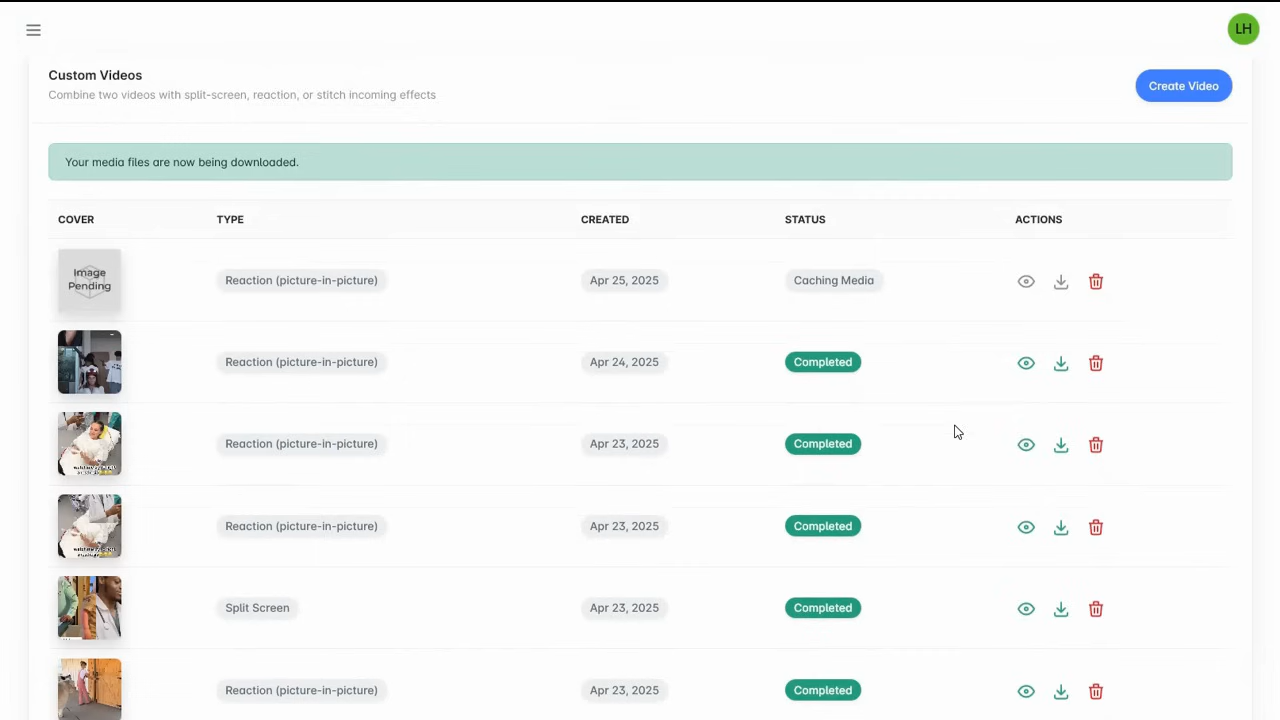 LH
Custom Videos
Combine two videos with split-screen, reaction, or stitch incoming effects
Create Video
Your media files are now being downloaded.
COVER TYPE CREATED STATUS ACTIONS
Image
Pending
Reaction (picture-in-picture) Apr 25, 2025 Caching Media
Reaction (picture-in-picture) Apr 24, 2025 Completed
Reaction (picture-in-picture) Apr 23, 2025 Completed
Reaction (picture-in-picture) Apr 23, 2025 Completed
Split Screen Apr 23, 2025 Completed
Reaction (picture-in-picture) Apr 23, 2025 Completed